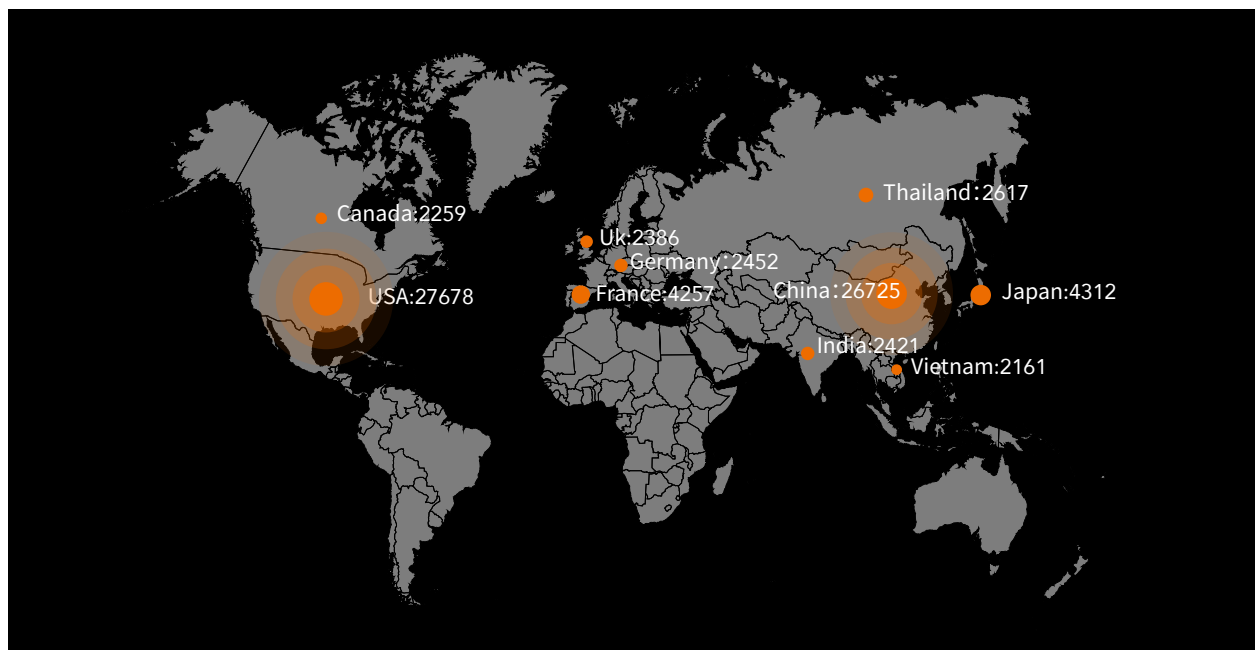 Thailand：2617
Canada:2259
Uk:2386
Germany：2452
USA:27678
France:4257
China：26725
Japan:4312
India:2421
Vietnam:2161